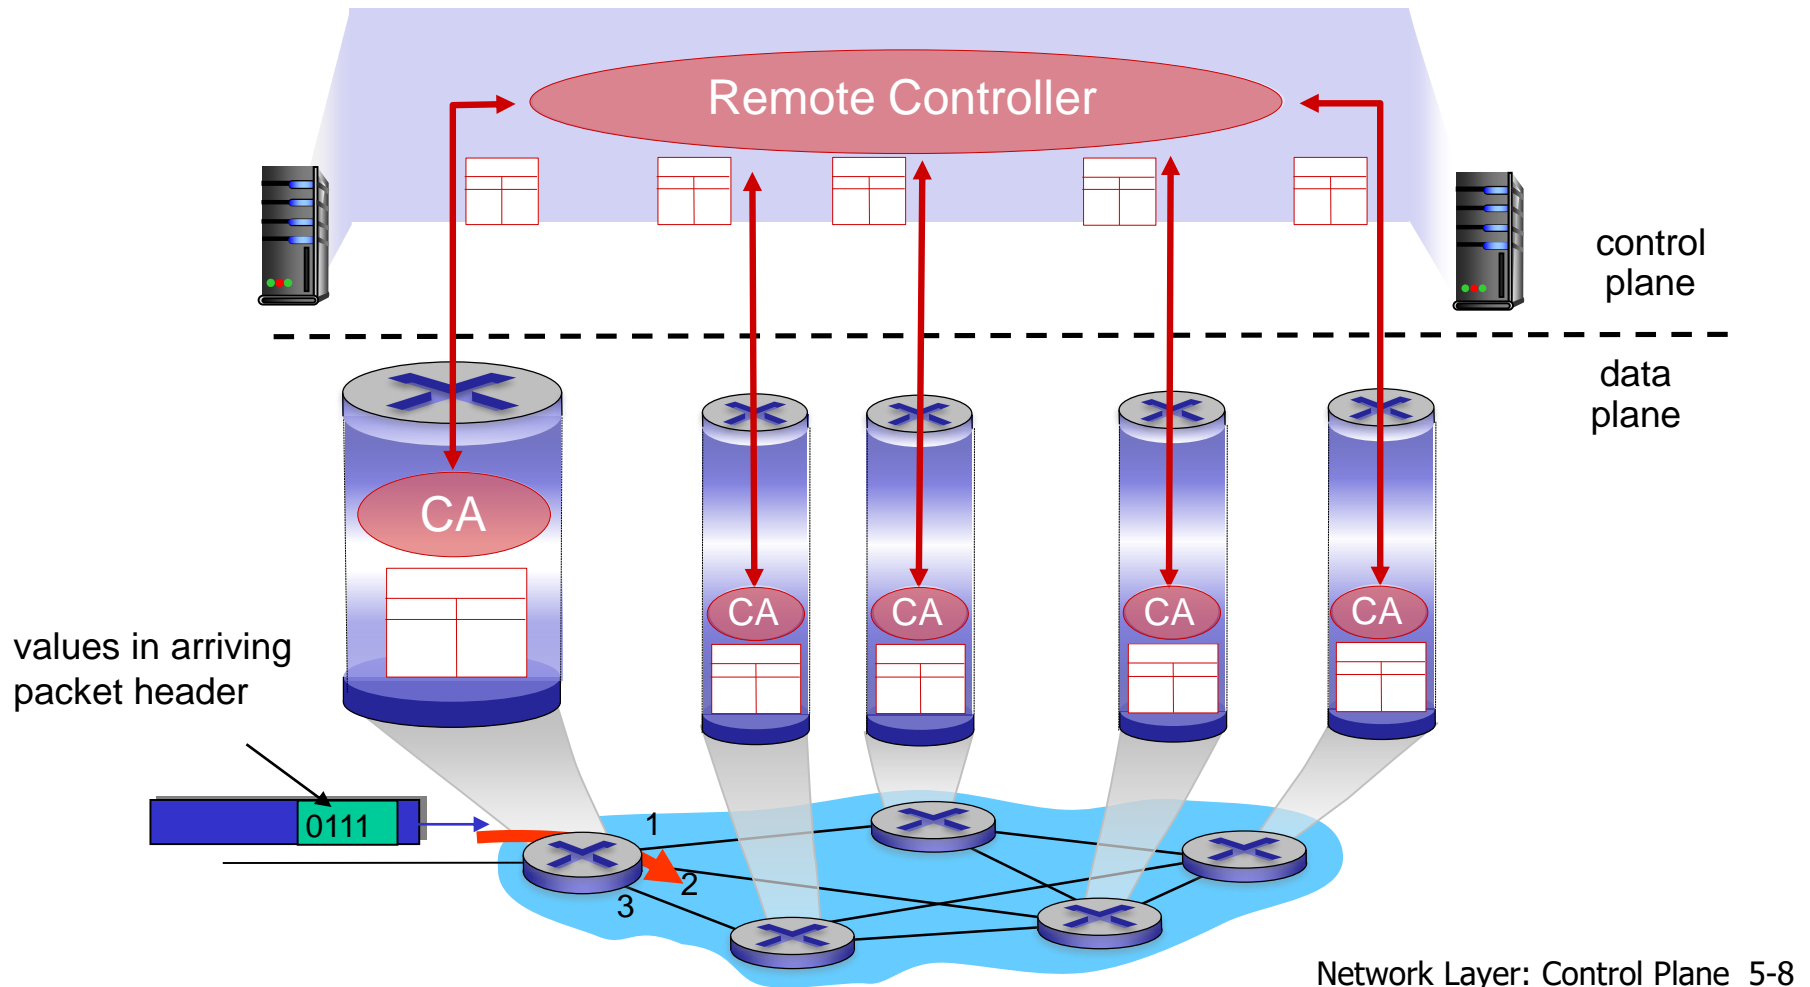 Remote Controller
control
plane
data
plane
CA
CA
CA
CA
CA
values in arriving
packet header
0111
1
2
3
Network Layer: Control Plane 5-8